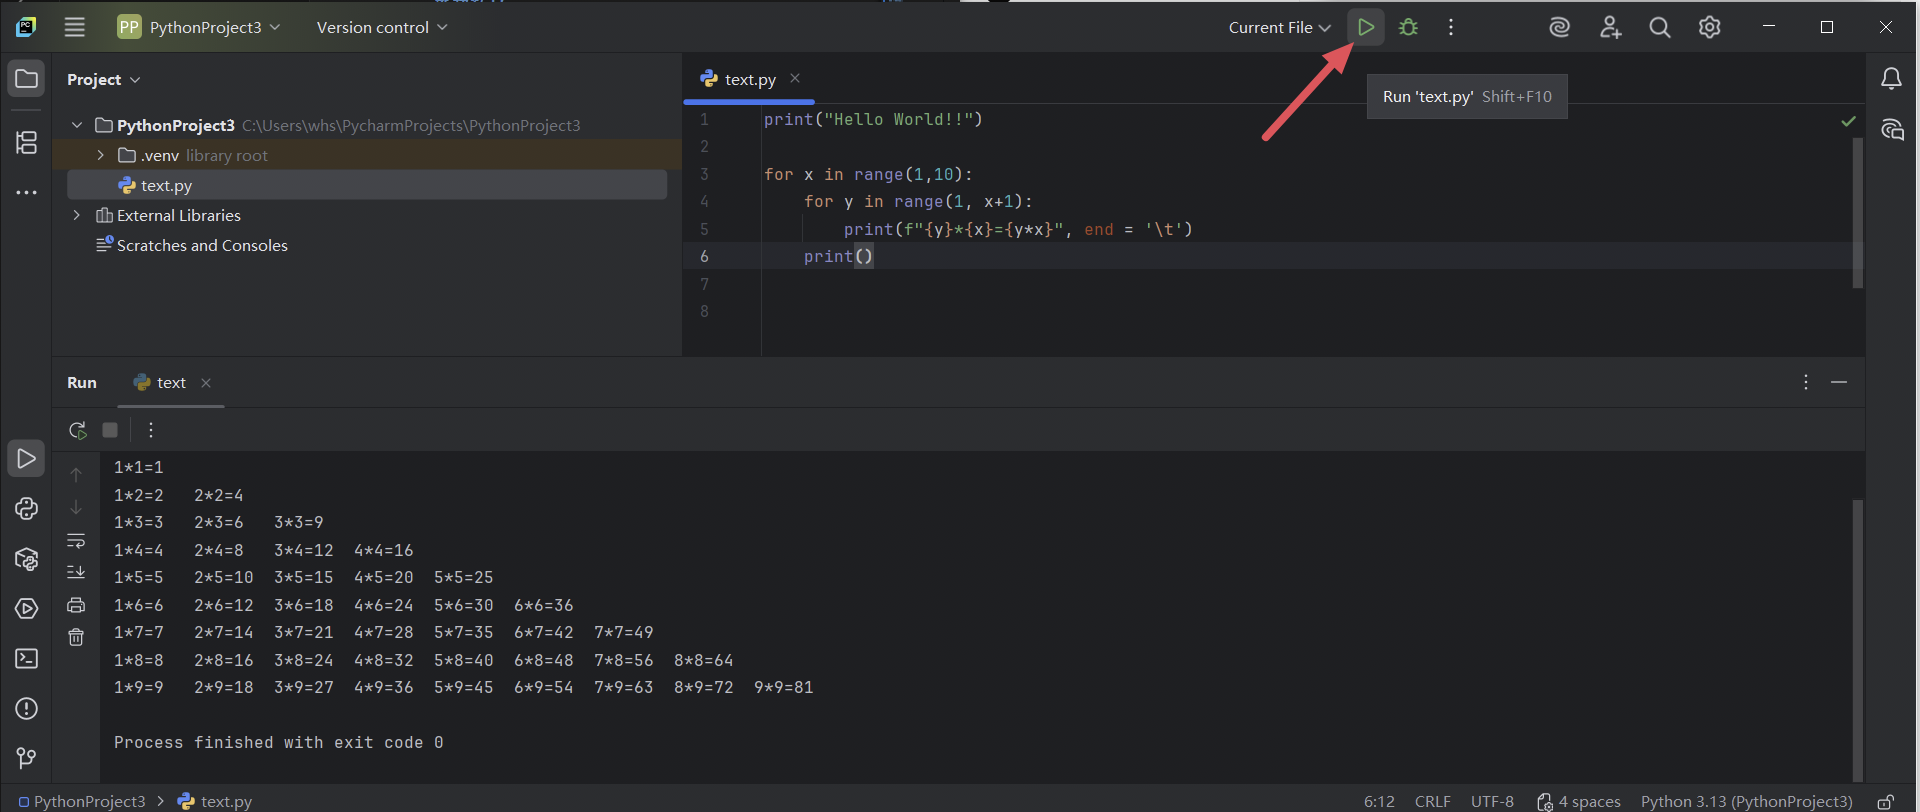 PP PythonProject3 Version control Current File
Project
text.py
Run 'text.py' Shift+F10
PythonProject3 C:\Users\whs\PycharmProjects\PythonProject3
.venv library root
text.py
External Libraries
Scratches and Consoles
1 print("Hello World!!")
2
3 for x in range(1,10):
4     for y in range(1, x+1):
5         print(f"{y}*{x}={y*x}", end = '\t')
6     print()
7
8
Run text
1*1=1
1*2=2 2*2=4
1*3=3 2*3=6 3*3=9
1*4=4 2*4=8 3*4=12 4*4=16
1*5=5 2*5=10 3*5=15 4*5=20 5*5=25
1*6=6 2*6=12 3*6=18 4*6=24 5*6=30 6*6=36
1*7=7 2*7=14 3*7=21 4*7=28 5*7=35 6*7=42 7*7=49
1*8=8 2*8=16 3*8=24 4*8=32 5*8=40 6*8=48 7*8=56 8*8=64
1*9=9 2*9=18 3*9=27 4*9=36 5*9=45 6*9=54 7*9=63 8*9=72 9*9=81
Process finished with exit code 0
PythonProject3 > text.py 6:12 CRLF UTF-8 4 spaces Python 3.13 (PythonProject3)